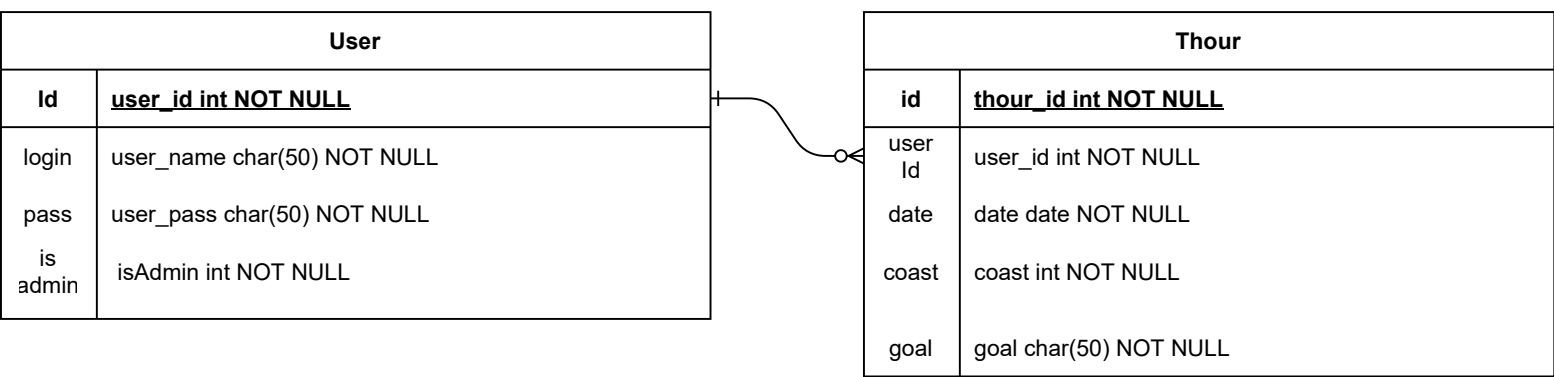 User
Id user_id int NOT NULL
login user_name char(50) NOT NULL
pass user_pass char(50) NOT NULL
is
admin isAdmin int NOT NULL
Thour
id thour_id int NOT NULL
user
Id user_id int NOT NULL
date date date NOT NULL
coast coast int NOT NULL
goal goal char(50) NOT NULL